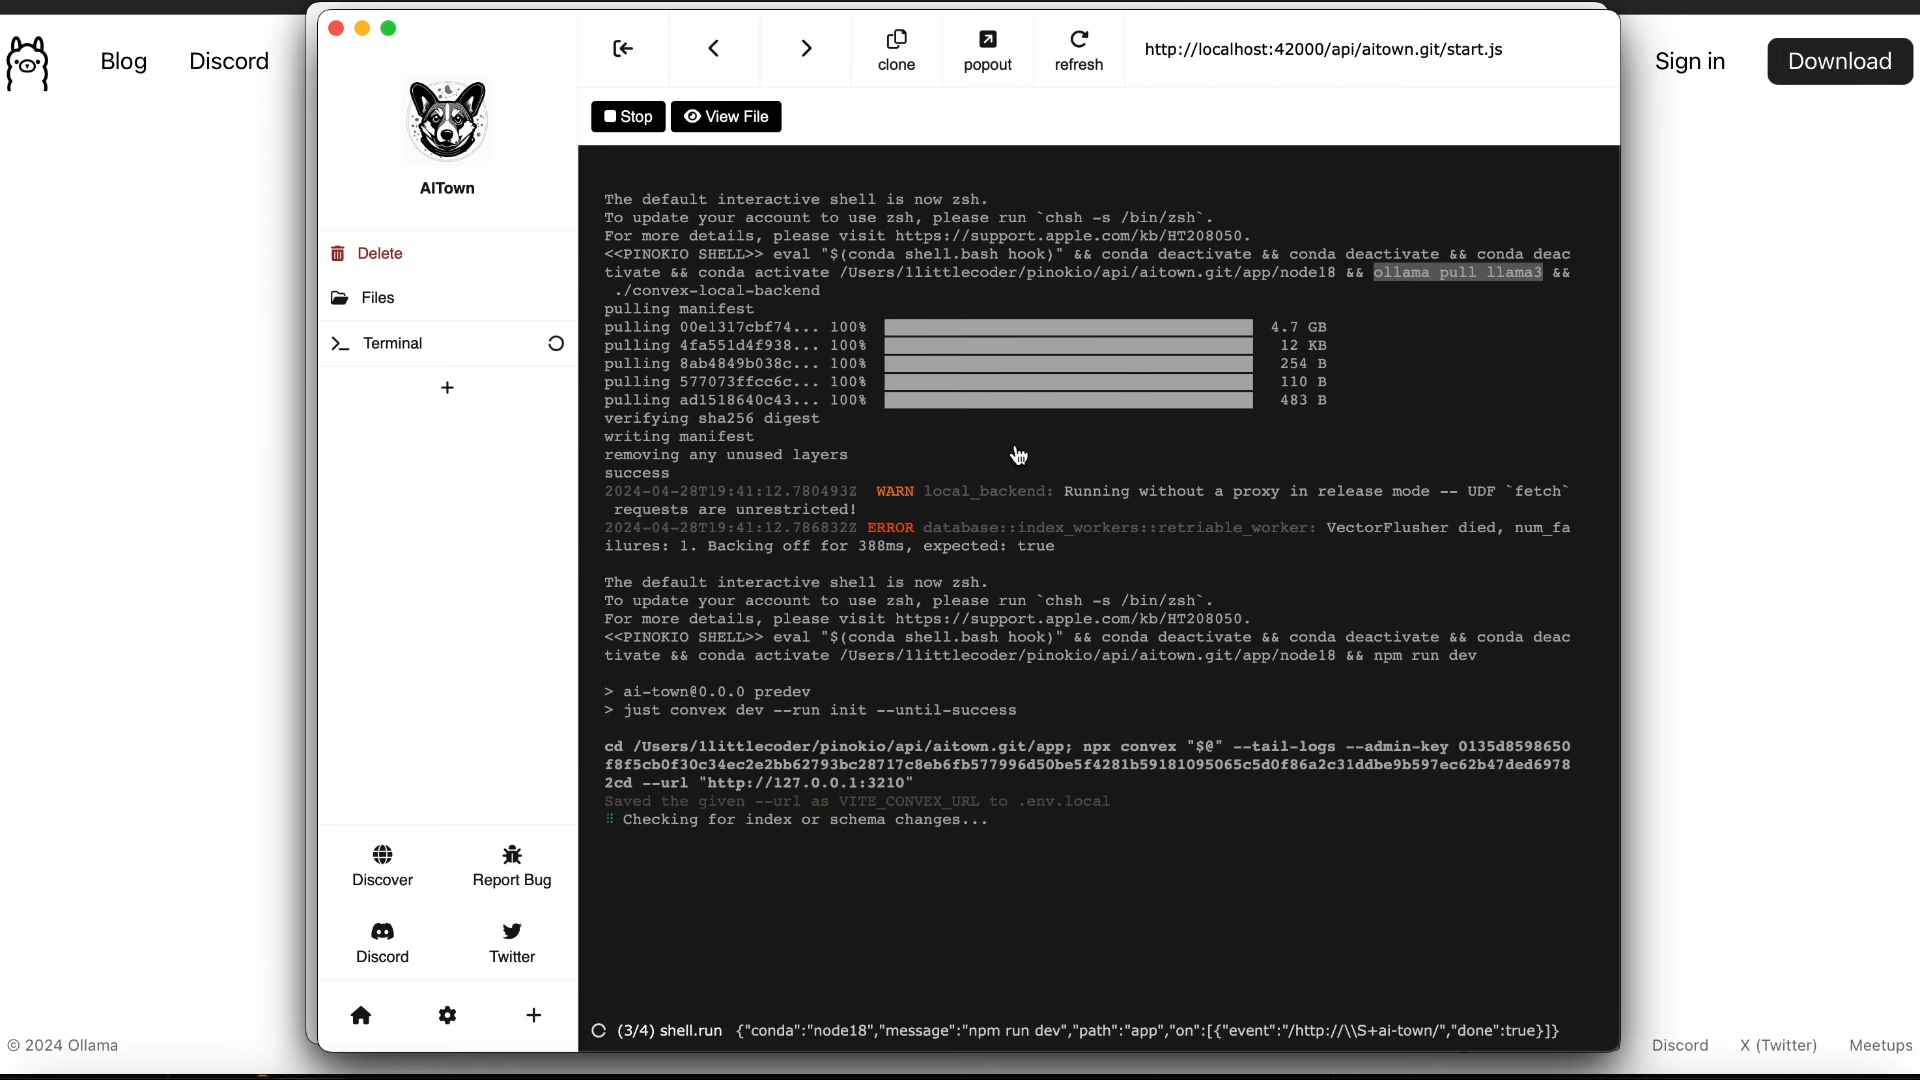 Blog
Discord
Sign in
Download
clone
popout
refresh
http://localhost:42000/api/aitown.git/start.js
Stop
View File
AITown
Delete
Files
Terminal
The default interactive shell is now zsh.
To update your account to use zsh, please run `chsh -s /bin/zsh`.
For more details, please visit https://support.apple.com/kb/HT208050.
<<PINOKIO SHELL>> eval "$(conda shell.bash hook)" && conda deactivate && conda deactivate && conda deac
tivate && conda activate /Users/1littlecoder/pinokio/api/aitown.git/app/node18 && ollama pull llama3 &&
./convex-local-backend
pulling manifest
pulling 00e1317cbf74... 100% 4.7 GB
pulling 4fa551d4f938... 100% 12 KB
pulling 8ab4849b038c... 100% 254 B
pulling 577073ffcc6c... 100% 110 B
pulling ad1518640c43... 100% 483 B
verifying sha256 digest
writing manifest
removing any unused layers
success
2024-04-28T19:41:12.780493Z WARN local_backend: Running without a proxy in release mode -- UDF `fetch`
requests are unrestricted!
2024-04-28T19:41:12.786832Z ERROR database::index_workers::retriable_worker: VectorFlusher died, num_fa
ilures: 1. Backing off for 388ms, expected: true
The default interactive shell is now zsh.
To update your account to use zsh, please run `chsh -s /bin/zsh`.
For more details, please visit https://support.apple.com/kb/HT208050.
<<PINOKIO SHELL>> eval "$(conda shell.bash hook)" && conda deactivate && conda deactivate && conda deac
tivate && conda activate /Users/1littlecoder/pinokio/api/aitown.git/app/node18 && npm run dev
> ai-town@0.0.0 predev
> just convex dev --run init --until-success
cd /Users/1littlecoder/pinokio/api/aitown.git/app; npx convex "$@" --tail-logs --admin-key 0135d8598650
f8f5cb0f30c34ec2e2bb62793bc28717c8eb6fb577996d50be5f4281b59181095065c5d0f86a2c31ddbe9b597ec62b47ded6978
2cd --url "http://127.0.0.1:3210"
Saved the given --url as VITE_CONVEX_URL to .env.local
Checking for index or schema changes...
Discover
Report Bug
Discord
Twitter
(3/4) shell.run {"conda":"node18","message":"npm run dev","path":"app","on":[{"event":"/http://\\S+ai-town/","done":true}]}
© 2024 Ollama
Discord
X (Twitter)
Meetups